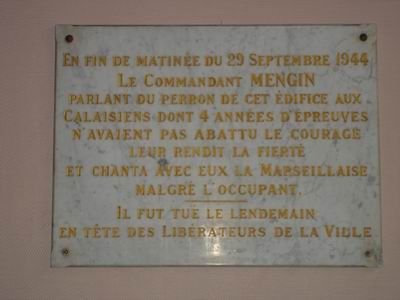 En fin de matinée du 29 Septembre 1944
Le Commandant MENGIN
parlant du perron de cet édifice aux
Calaisiens dont 4 années d'épreuves
n'avaient pas abattu le courage
leur rendit la fierté
et chanta avec eux la Marseillaise
malgré l'occupant.
Il fut tué le lendemain
en tête des Libérateurs de la Ville